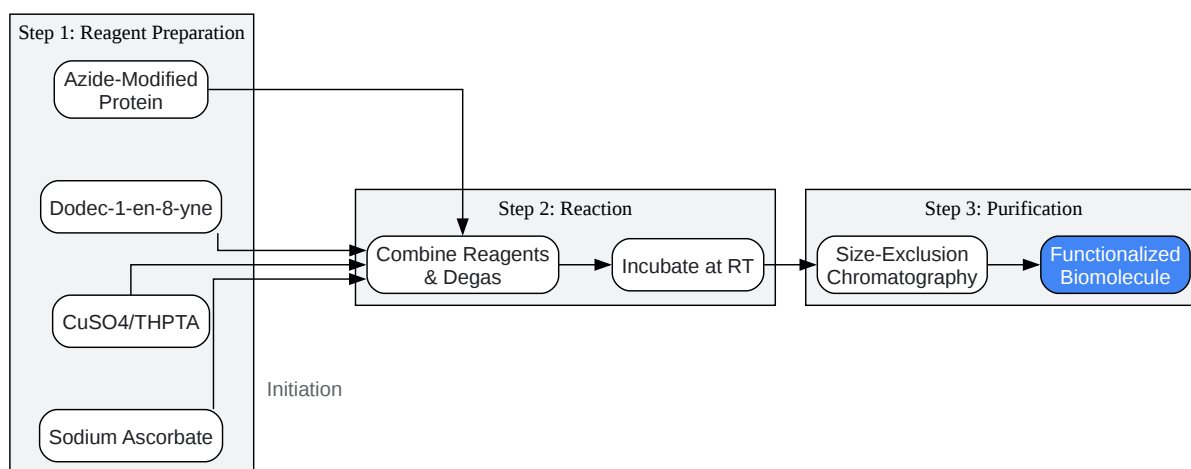 Step 1: Reagent Preparation
Azide-Modified
Protein
Dodec-1-en-8-yne
CuSO4/THPTA
Sodium Ascorbate
Initiation
Step 2: Reaction
Combine Reagents
& Degas
Incubate at RT
Step 3: Purification
Size-Exclusion
Chromatography
Functionalized
Biomolecule